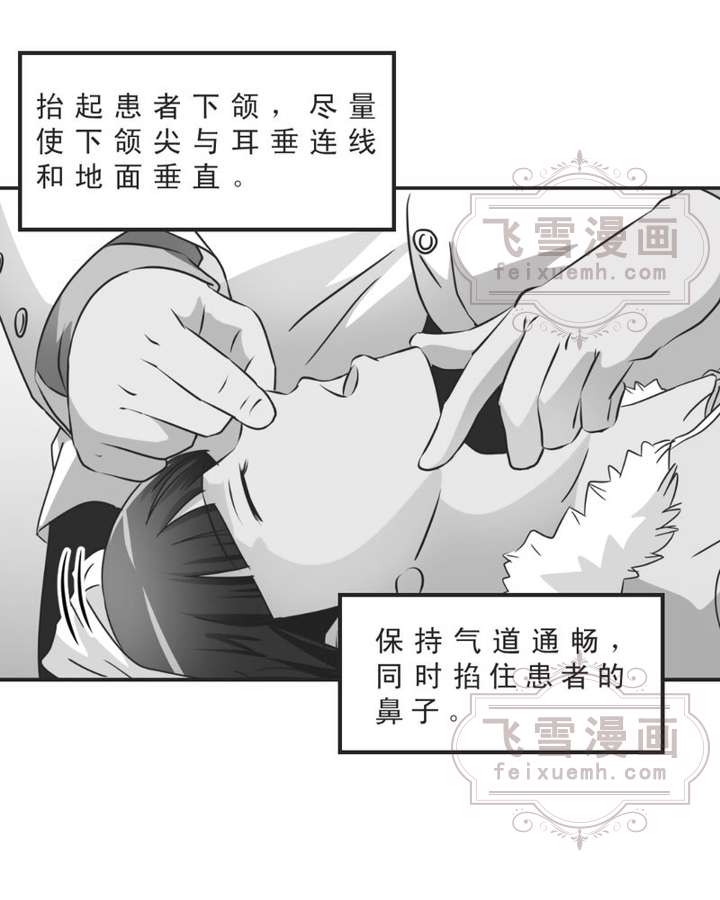 抬起患者下颌，尽量
使下颌尖与耳垂连线
和地面垂直。
飞雪漫画
feixuemh.com
保持气道通畅，
同时掐住患者的
鼻子。
飞雪漫画
feixuemh.com